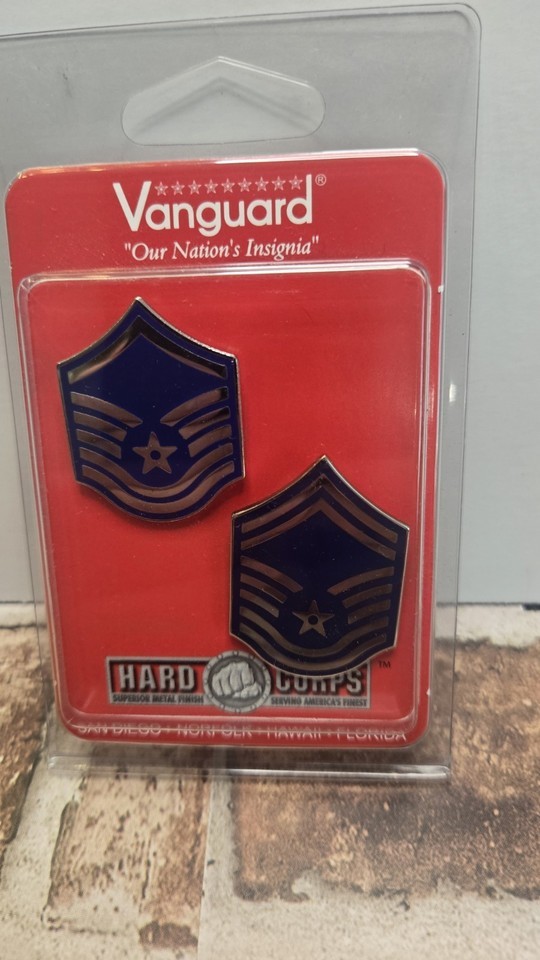 Vanguard®
"Our Nation's Insignia"
HARD CORPS™
SUPERIOR METAL FINISH SERVING AMERICA'S FINEST
SAN DIEGO • NORFOLK • HAWAII • FLORIDA